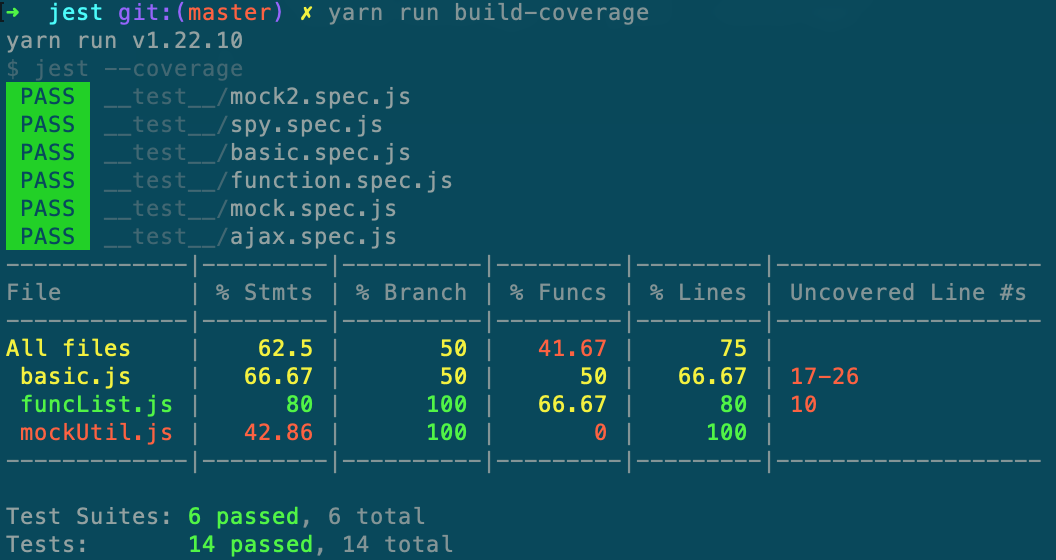 ➜  jest git:(master) ✗ yarn run build-coverage
yarn run v1.22.10
$ jest --coverage
 PASS  __test__/mock2.spec.js
 PASS  __test__/spy.spec.js
 PASS  __test__/basic.spec.js
 PASS  __test__/function.spec.js
 PASS  __test__/mock.spec.js
 PASS  __test__/ajax.spec.js
-------------|---------|----------|---------|---------|-------------------
File         | % Stmts | % Branch | % Funcs | % Lines | Uncovered Line #s
-------------|---------|----------|---------|---------|-------------------
All files    |    62.5 |       50 |   41.67 |      75 |
 basic.js    |   66.67 |       50 |      50 |   66.67 | 17-26
 funcList.js |      80 |      100 |   66.67 |      80 | 10
 mockUtil.js |   42.86 |      100 |       0 |     100 |
-------------|---------|----------|---------|---------|-------------------
Test Suites: 6 passed, 6 total
Tests:       14 passed, 14 total